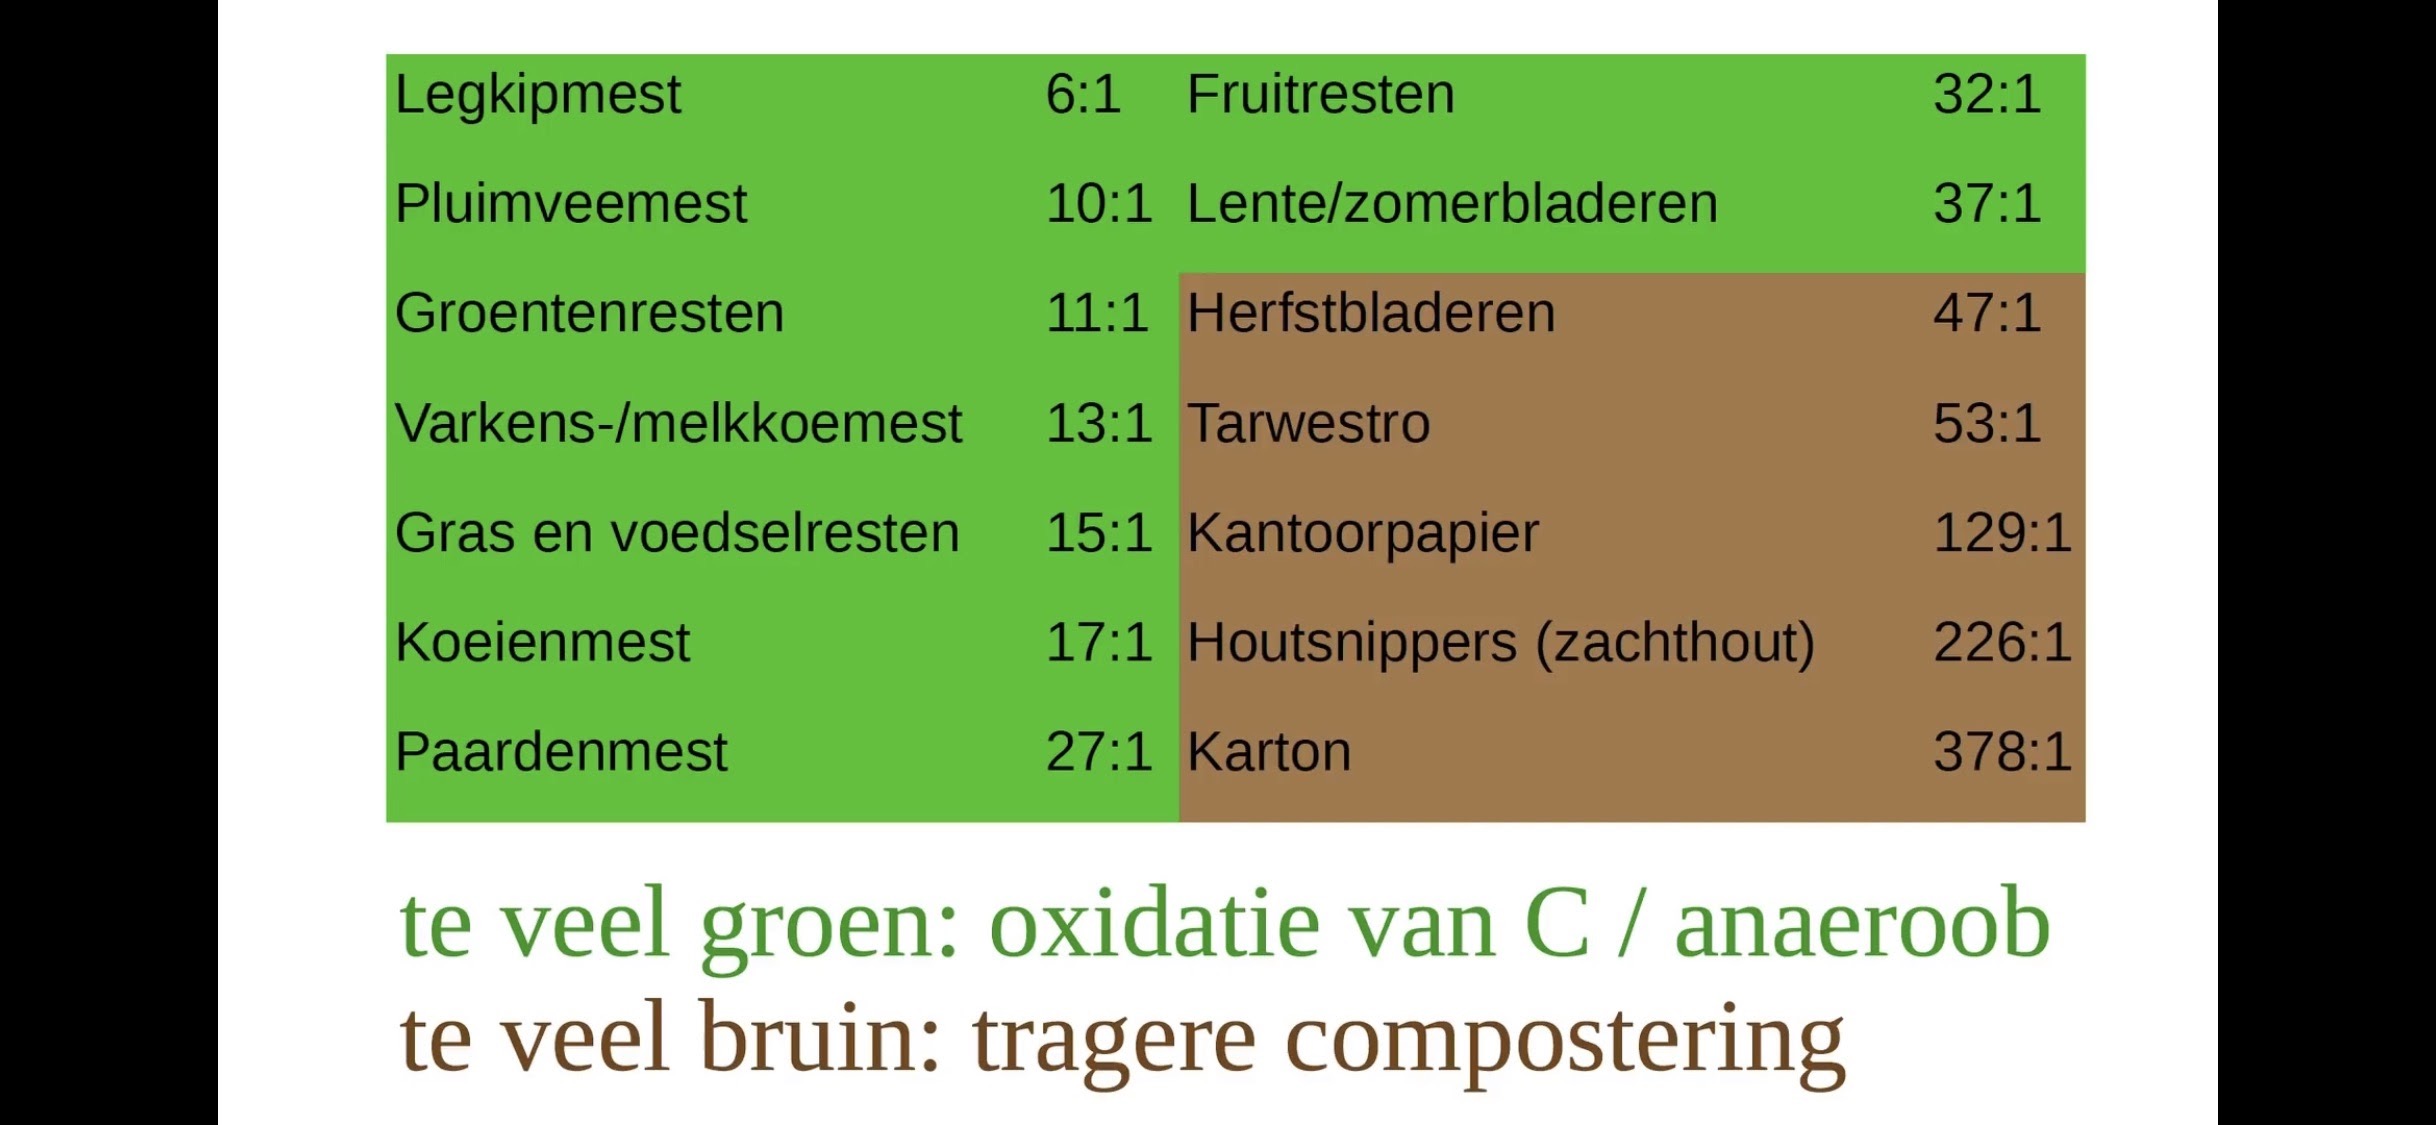 Legkipmest 6:1 Fruitresten 32:1
Pluimveemest 10:1 Lente/zomerbladeren 37:1
Groentenresten 11:1 Herfstbladeren 47:1
Varkens-/melkkoemest 13:1 Tarwestro 53:1
Gras en voedselresten 15:1 Kantoorpapier 129:1
Koeienmest 17:1 Houtsnippers (zachthout) 226:1
Paardenmest 27:1 Karton 378:1
te veel groen: oxidatie van C / anaeroob
te veel bruin: tragere compostering